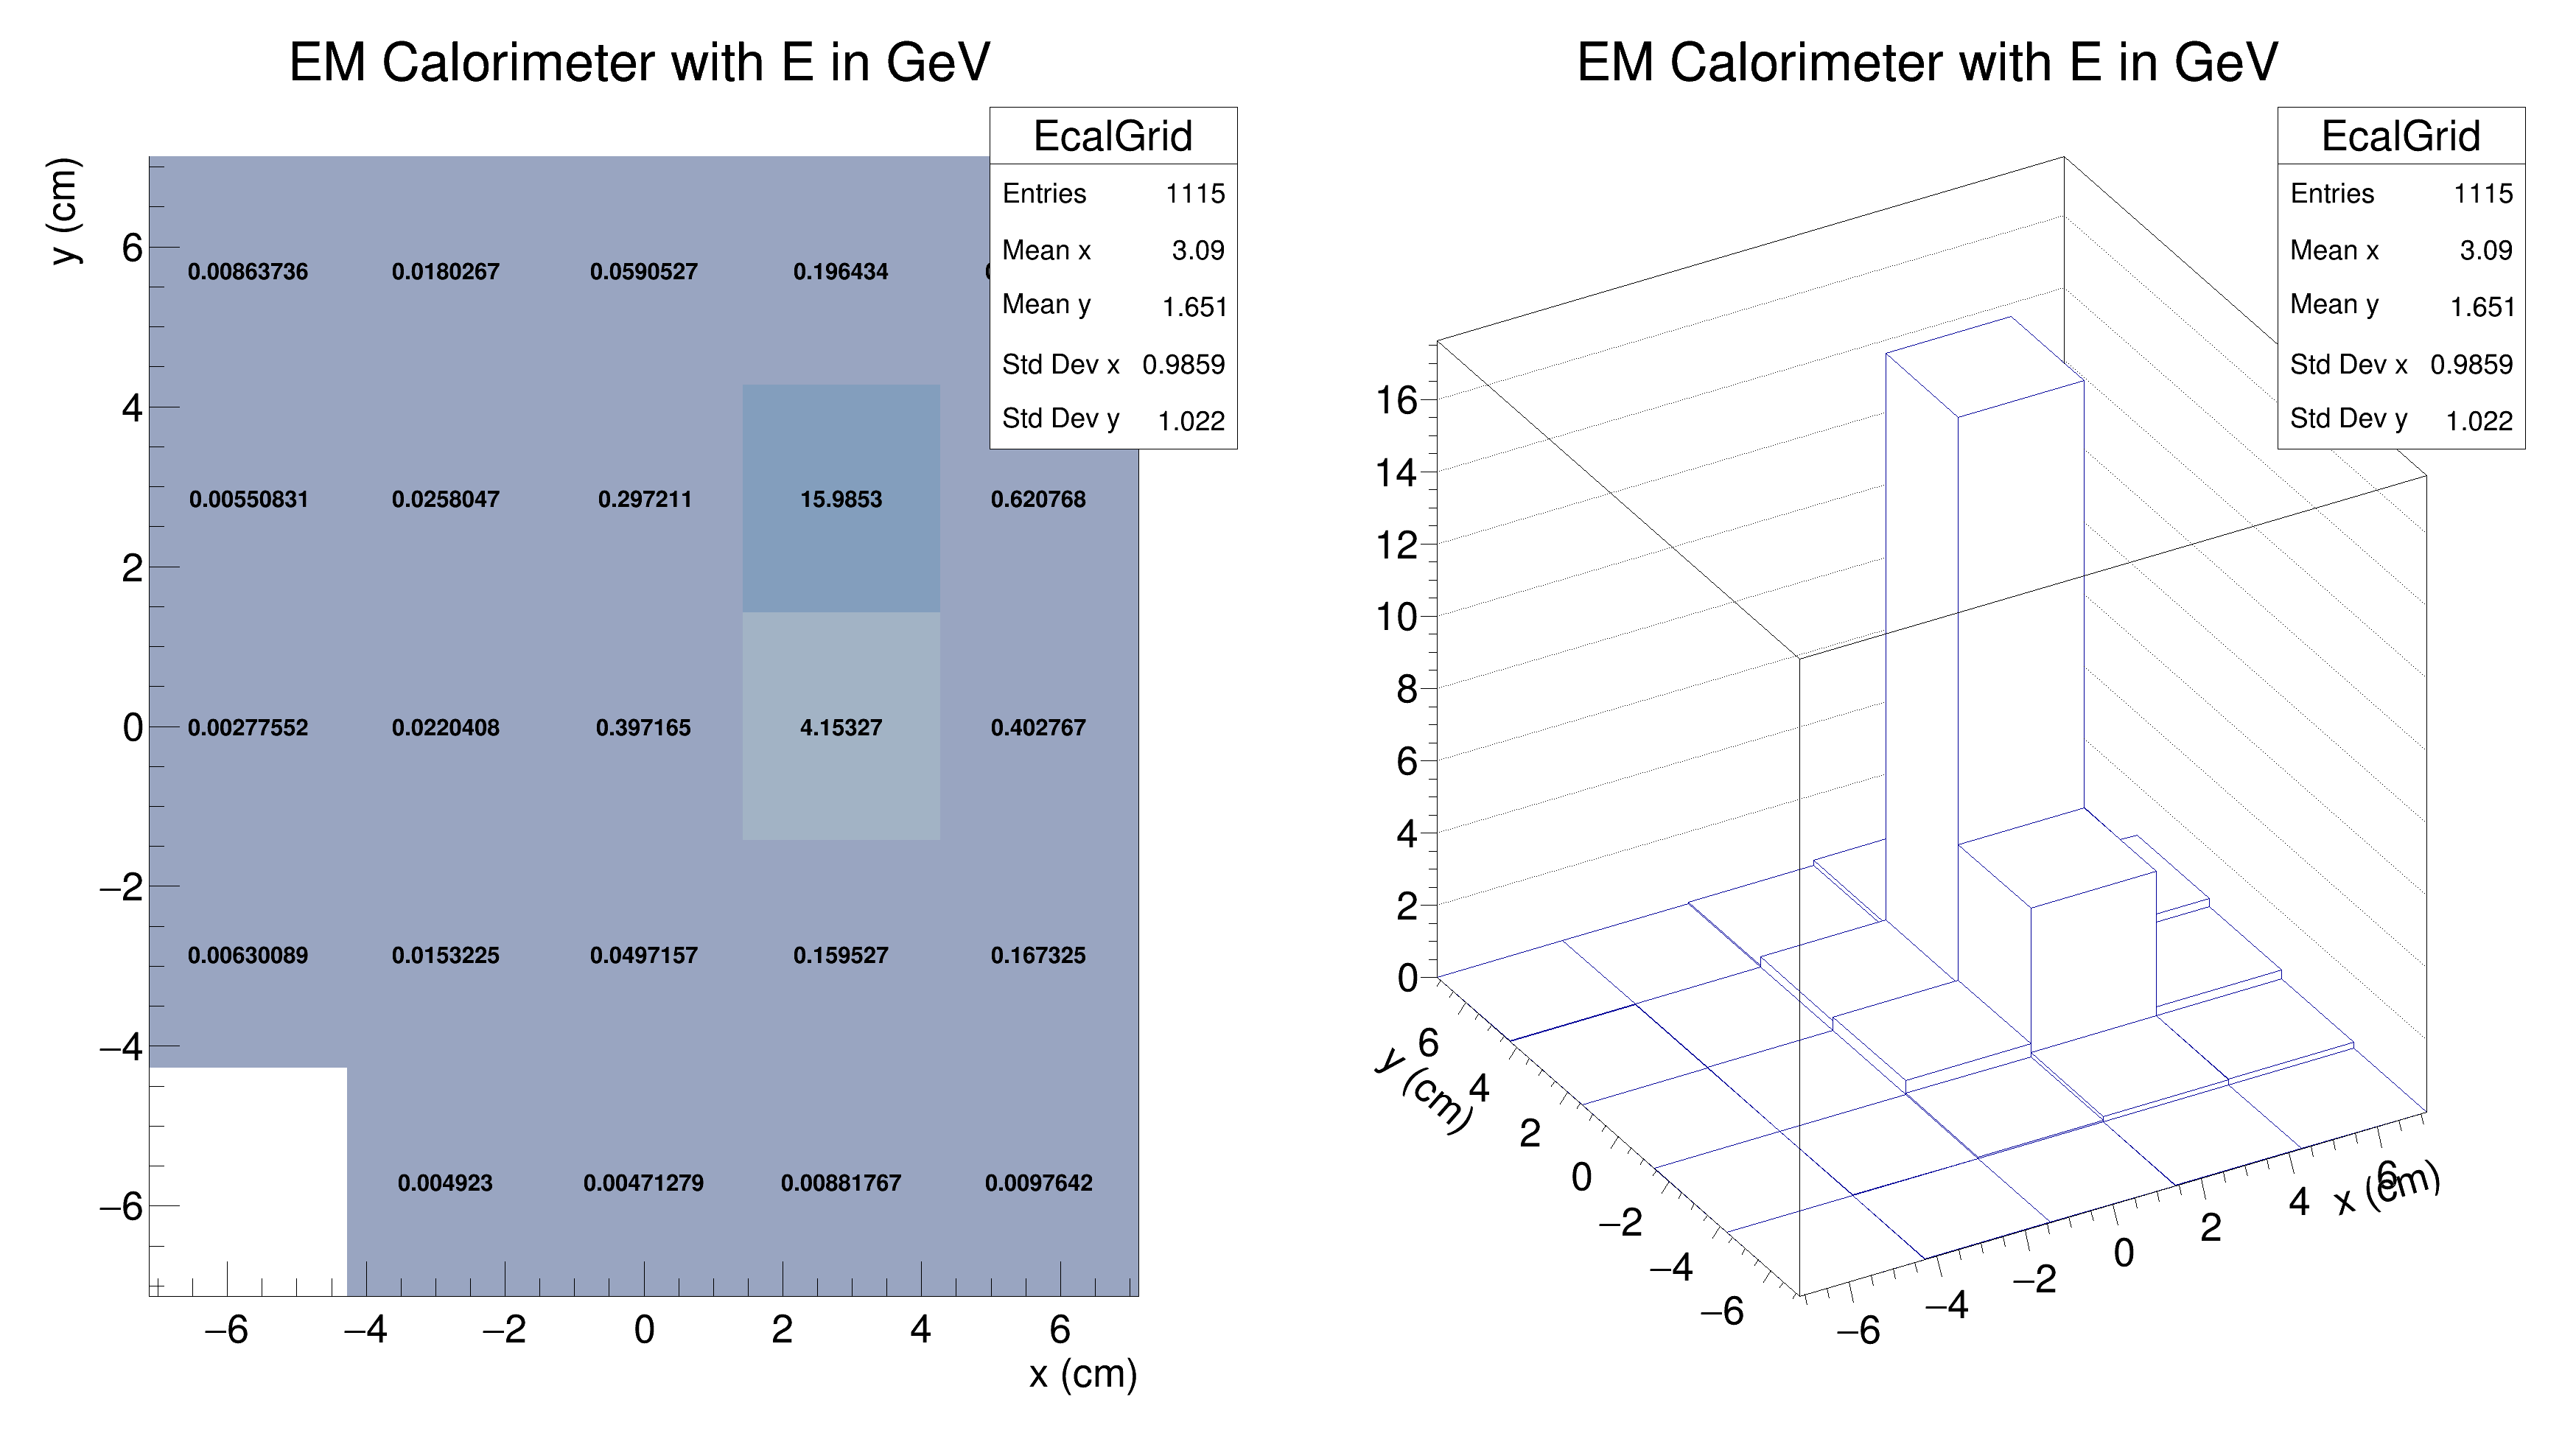 EM Calorimeter with E in GeV
EcalGrid
Entries 1115
Mean x 3.09
Mean y 1.651
Std Dev x 0.9859
Std Dev y 1.022
y (cm)
6
4
2
0
−2
−4
−6
0.00863736 0.0180267 0.0590527 0.196434
0.00550831 0.0258047 0.297211 15.9853 0.620768
0.00277552 0.0220408 0.397165 4.15327 0.402767
0.00630089 0.0153225 0.0497157 0.159527 0.167325
0.004923 0.00471279 0.00881767 0.0097642
−6 −4 −2 0 2 4 6
x (cm)
EM Calorimeter with E in GeV
EcalGrid
Entries 1115
Mean x 3.09
Mean y 1.651
Std Dev x 0.9859
Std Dev y 1.022
16
14
12
10
8
6
4
2
0
y (cm)
6
4
2
0
−2
−4
−6
−6 −4 −2 0 2 4 6
x (cm)